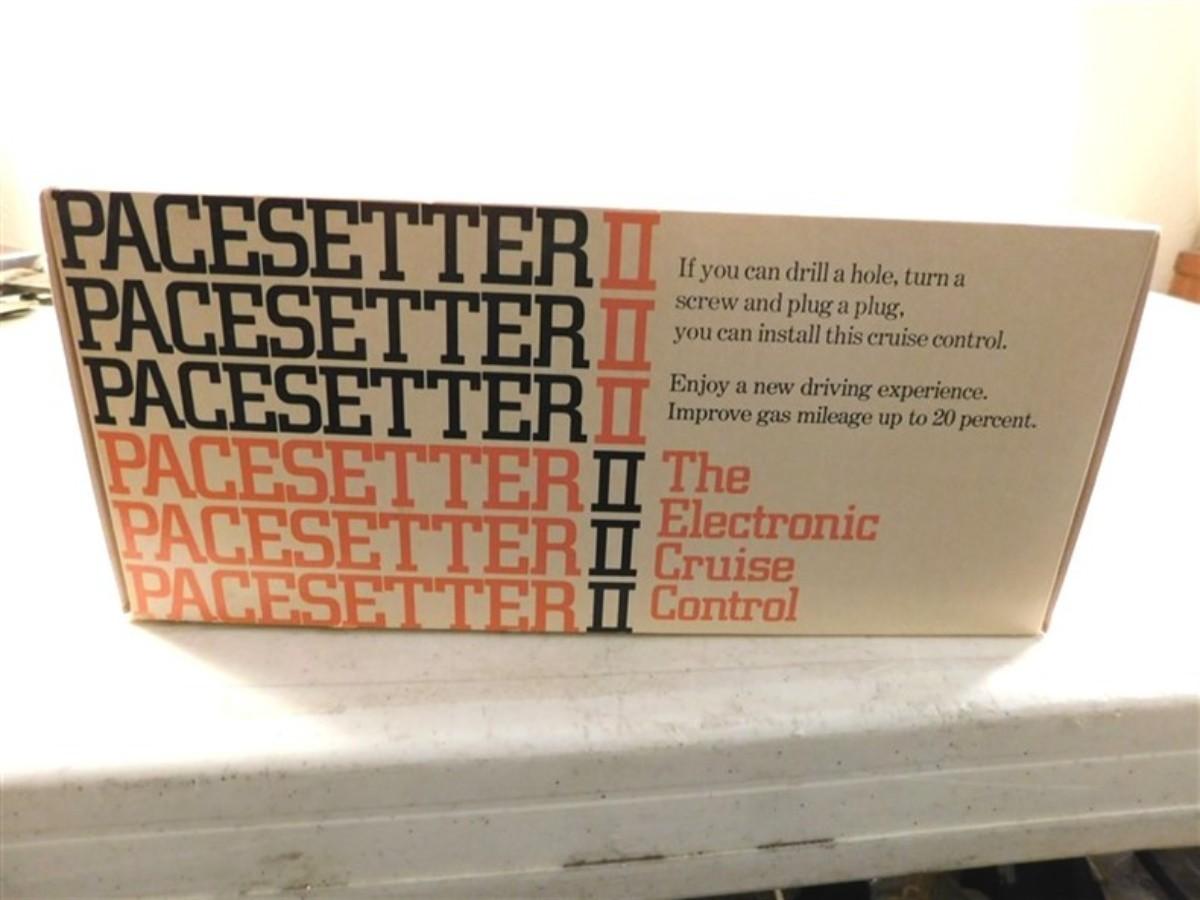 PACESETTER II
PACESETTER II
PACESETTER II
PACESETTER II
PACESETTER II
PACESETTER II
If you can drill a hole, turn a
screw and plug a plug,
you can install this cruise control.
Enjoy a new driving experience.
Improve gas mileage up to 20 percent.
The
Electronic
Cruise
Control